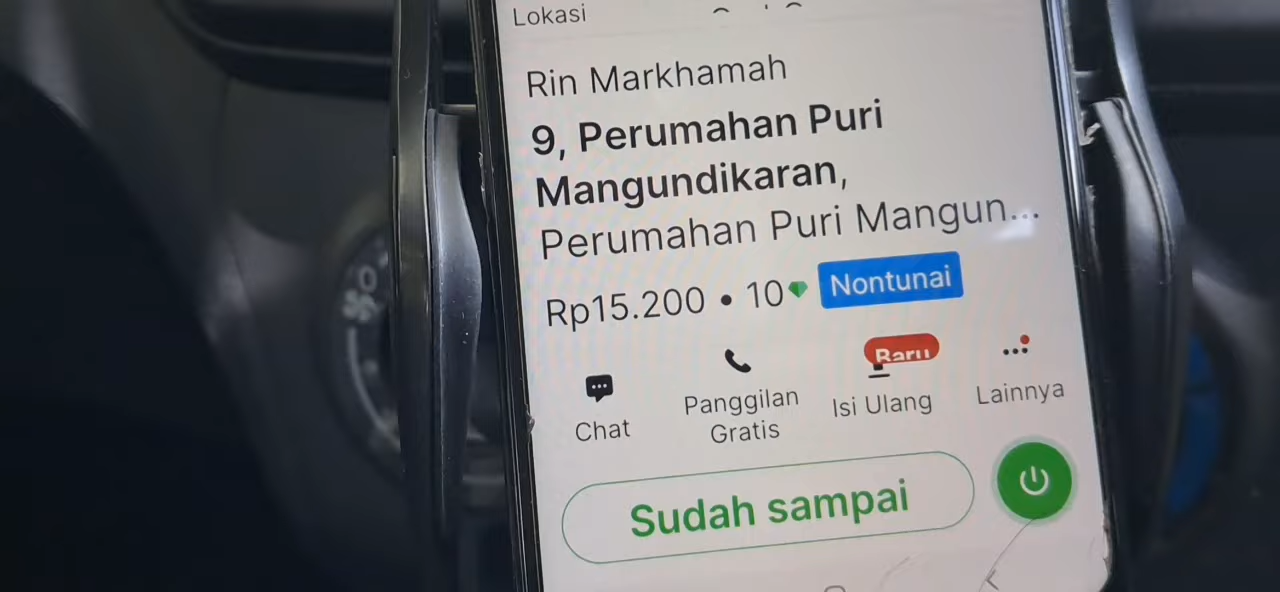 Lokasi
Rin Markhamah
9, Perumahan Puri
Mangundikaran,
Perumahan Puri Mangun...
Rp15.200 • 10 Nontunai
Baru
Chat
Panggilan
Gratis
Isi Ulang
Lainnya
Sudah sampai
0